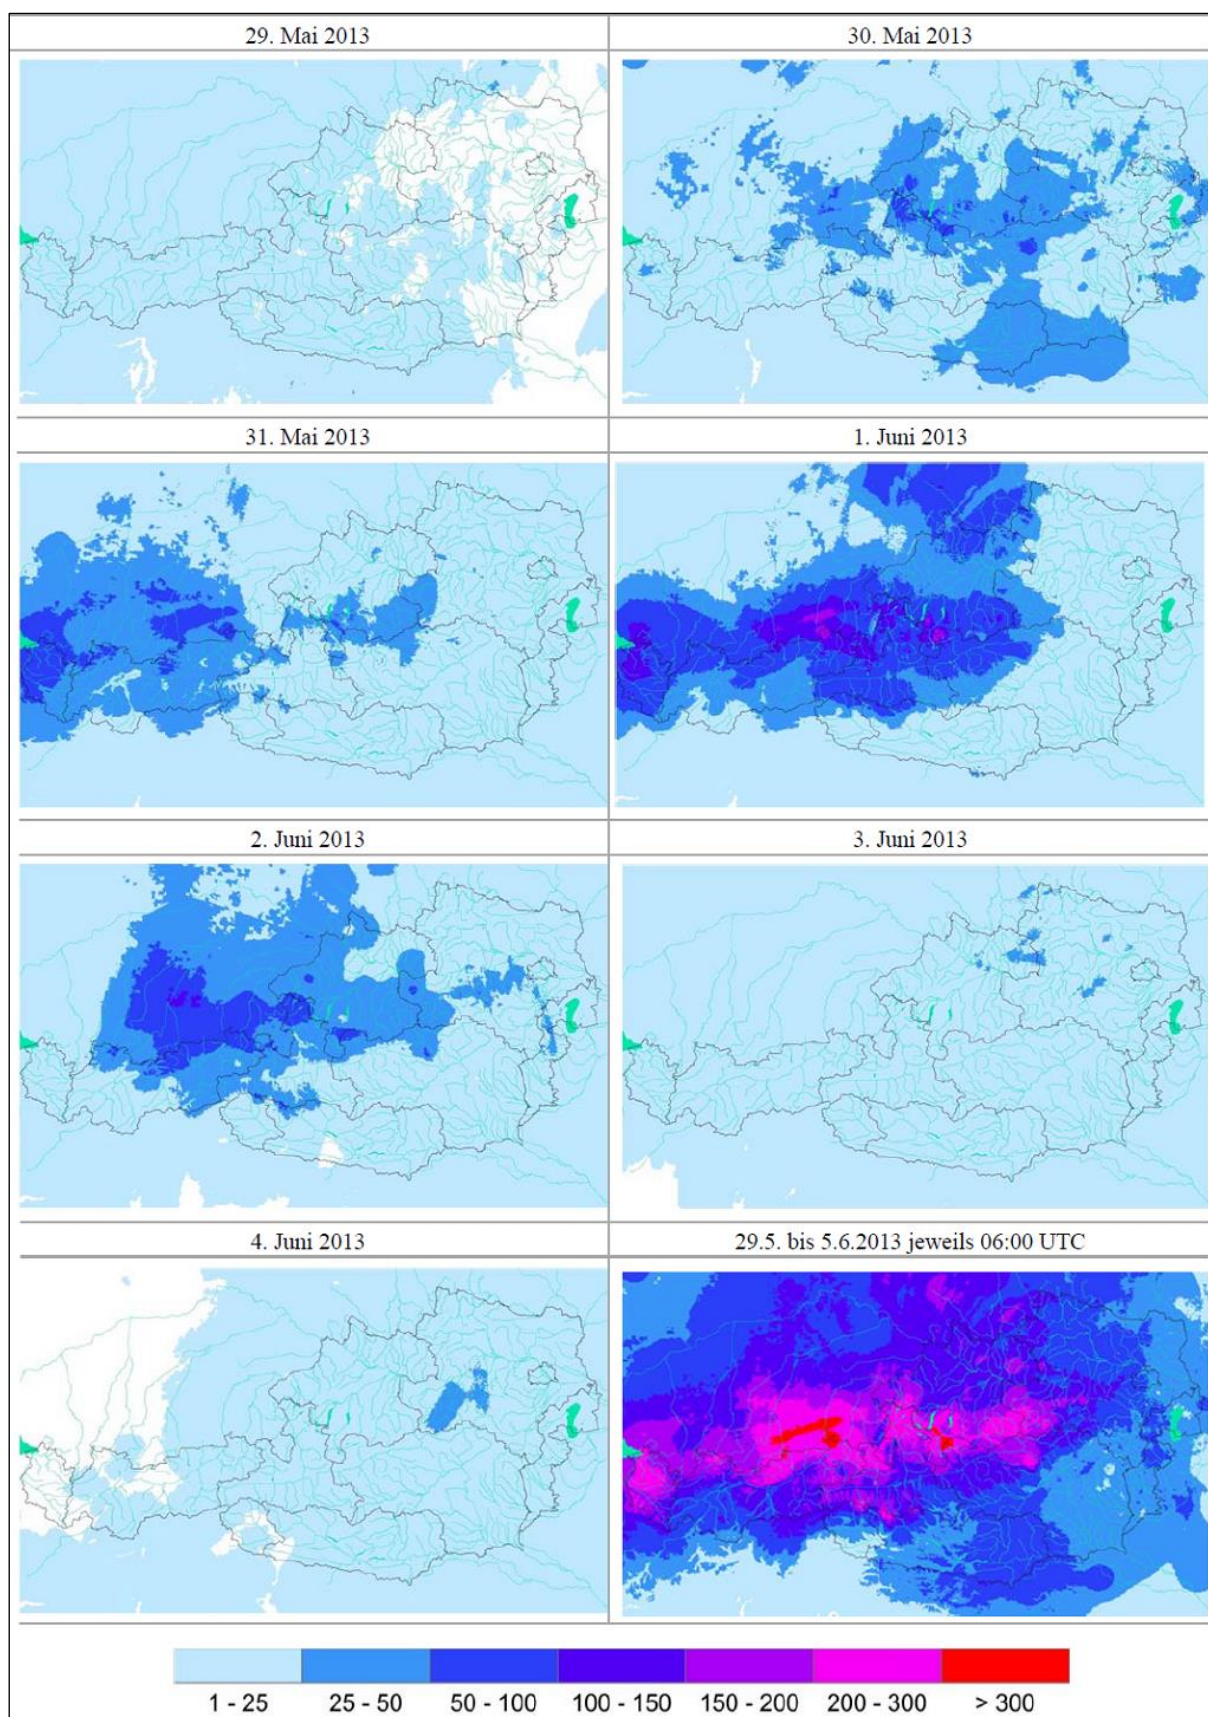 29. Mai 2013
30. Mai 2013
31. Mai 2013
1. Juni 2013
2. Juni 2013
3. Juni 2013
4. Juni 2013
29.5. bis 5.6.2013 jeweils 06:00 UTC
1 - 25
25 - 50
50 - 100
100 - 150
150 - 200
200 - 300
> 300